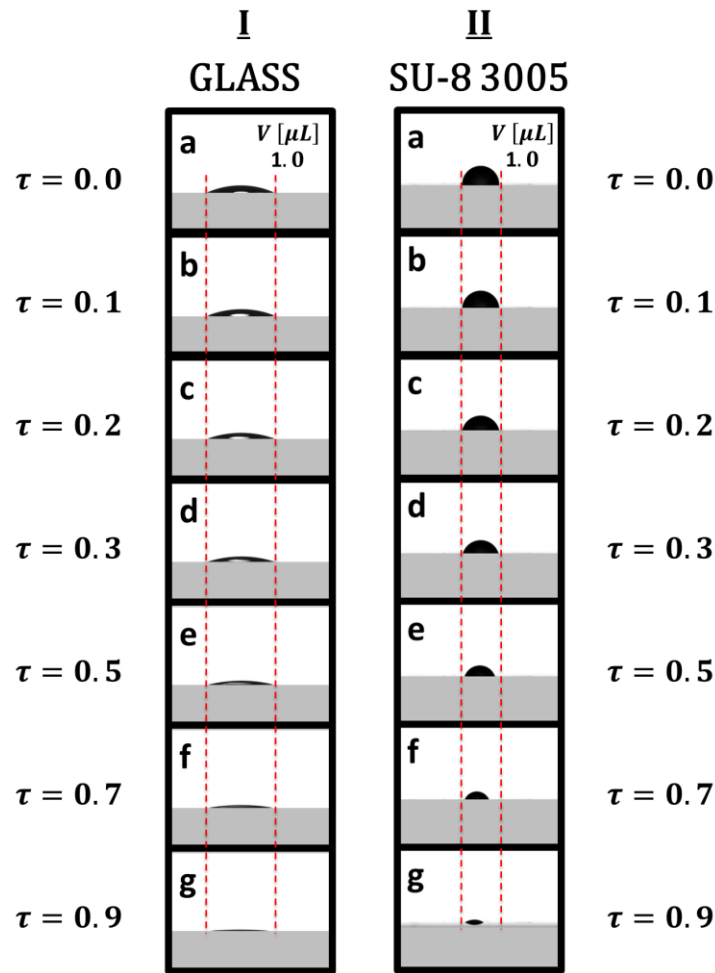 I
II
GLASS
SU-8 3005
a
V [μL]
1.0
a
V [μL]
1.0
τ = 0.0
τ = 0.0
b
b
τ = 0.1
τ = 0.1
c
c
τ = 0.2
τ = 0.2
d
d
τ = 0.3
τ = 0.3
e
e
τ = 0.5
τ = 0.5
f
f
τ = 0.7
τ = 0.7
g
g
τ = 0.9
τ = 0.9